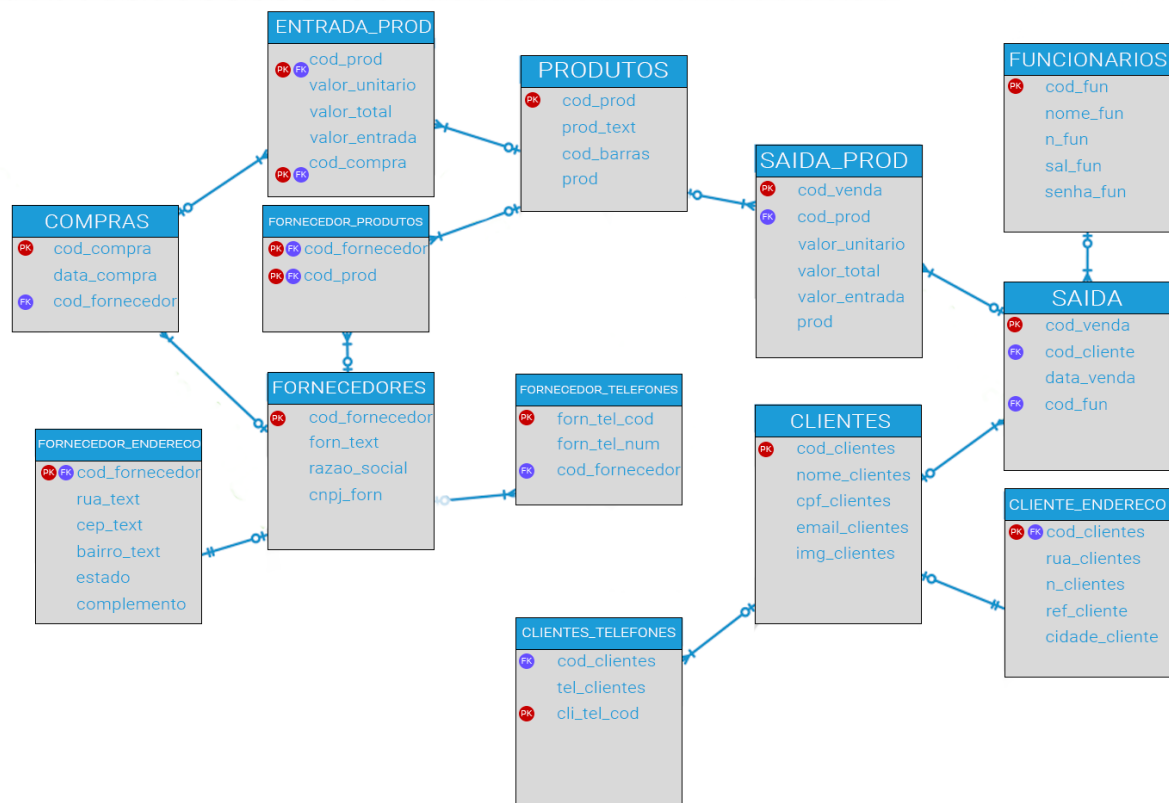 ENTRADA_PROD
PK FK cod_prod
valor_unitario
valor_total
valor_entrada
PK FK cod_compra
PRODUTOS
PK cod_prod
prod_text
cod_barras
prod
FUNCIONARIOS
PK cod_fun
nome_fun
n_fun
sal_fun
senha_fun
SAIDA_PROD
PK cod_venda
FK cod_prod
valor_unitario
valor_total
valor_entrada
prod
COMPRAS
PK cod_compra
data_compra
FK cod_fornecedor
FORNECEDOR_PRODUTOS
PK FK cod_fornecedor
PK FK cod_prod
SAIDA
PK cod_venda
FK cod_cliente
data_venda
FK cod_fun
FORNECEDORES
PK cod_fornecedor
forn_text
razao_social
cnpj_forn
FORNECEDOR_TELEFONES
PK forn_tel_cod
forn_tel_num
FK cod_fornecedor
CLIENTES
PK cod_clientes
nome_clientes
cpf_clientes
email_clientes
img_clientes
FORNECEDOR_ENDERECO
PK FK cod_fornecedor
rua_text
cep_text
bairro_text
estado
complemento
CLIENTE_ENDERECO
PK FK cod_clientes
rua_clientes
n_clientes
ref_cliente
cidade_cliente
CLIENTES_TELEFONES
FK cod_clientes
tel_clientes
PK cli_tel_cod